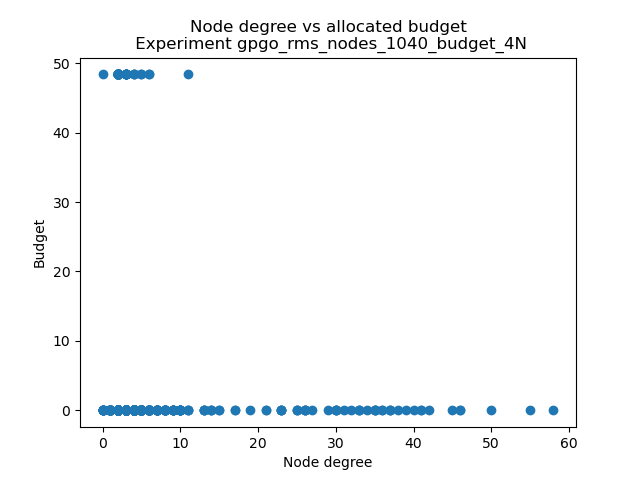 Node degree vs allocated budget
Experiment gpgo_rms_nodes_1040_budget_4N
50
40
30
20
10
0
Budget
0 10 20 30 40 50 60
Node degree